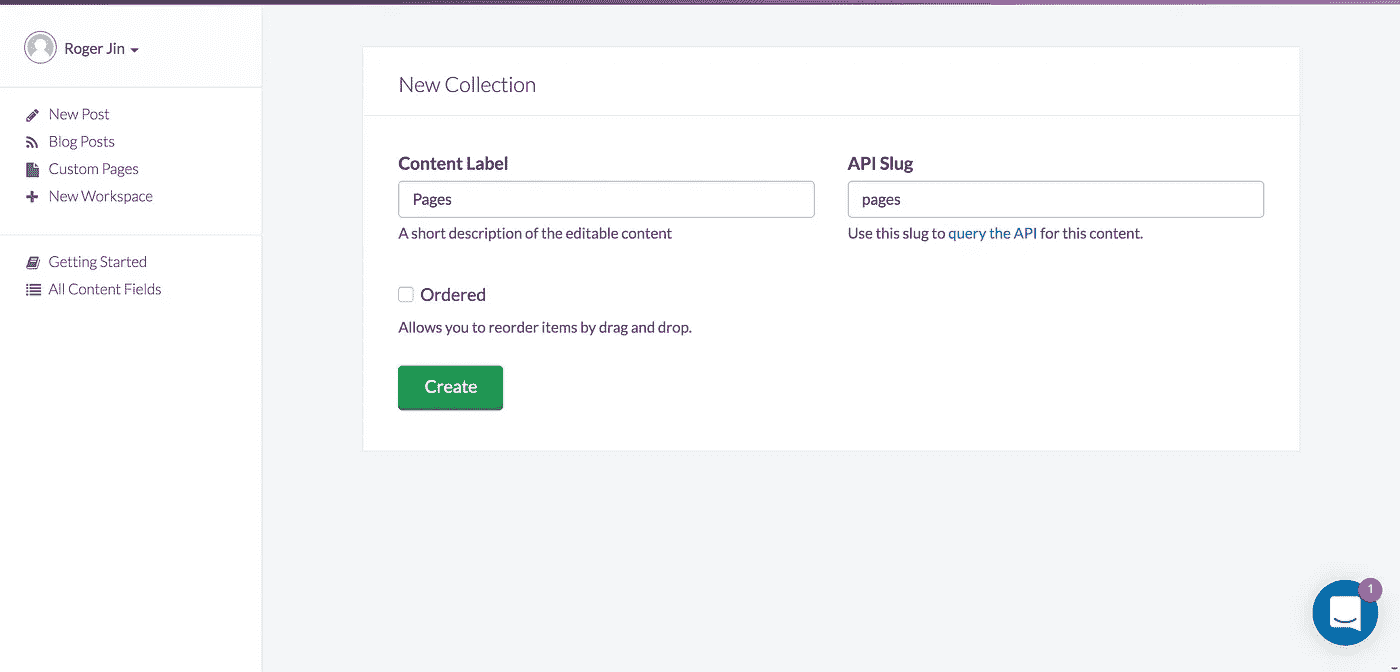 Roger Jin
New Post
Blog Posts
Custom Pages
New Workspace
Getting Started
All Content Fields
New Collection
Content Label
Pages
A short description of the editable content
API Slug
pages
Use this slug to query the API for this content.
Ordered
Allows you to reorder items by drag and drop.
Create
1